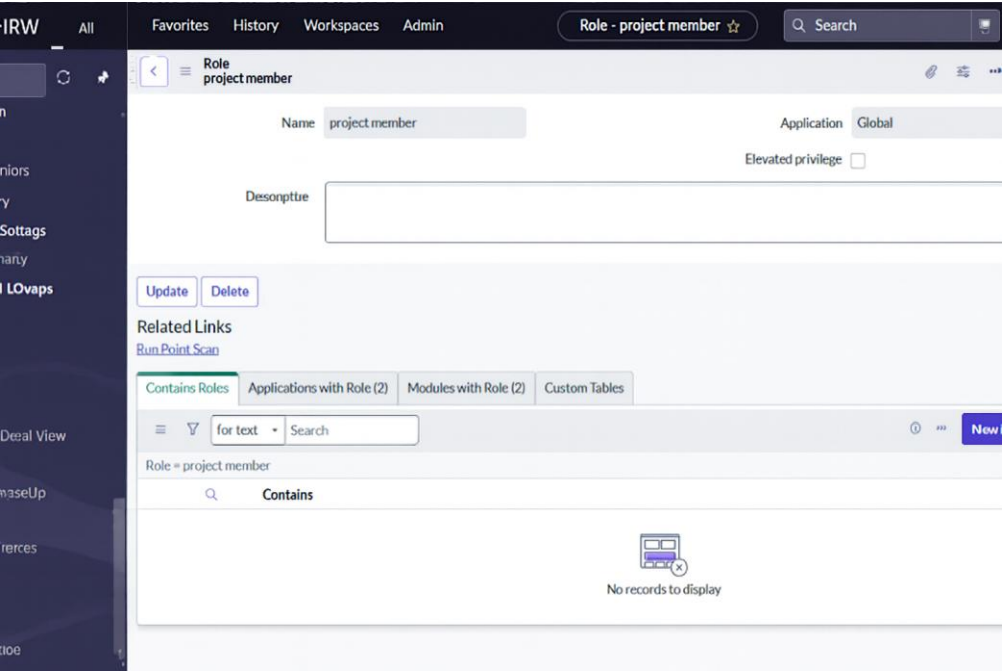 -IRW All Favorites History Workspaces Admin Role - project member ☆ Search
Role
project member
n
Name project member Application Global
Elevated privilege
niors
ry
Desonptue
Sottags
LOvaps
Update Delete
Related Links
Run Point Scan
Contains Roles Applications with Role (2) Modules with Role (2) Custom Tables
for text Search New
Deal View
Role = project member
Contains
maseUp
rerces
No records to display
tioe